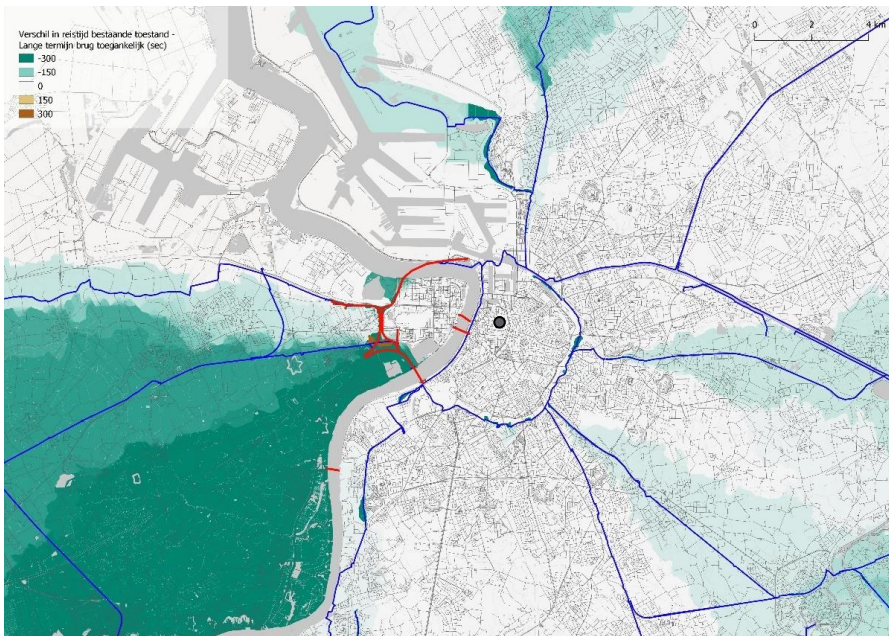 Verschil in reistijd bestaande toestand -
Lange termijn brug toegankelijk (sec)
-300
-150
0
150
300
0 2 4 km